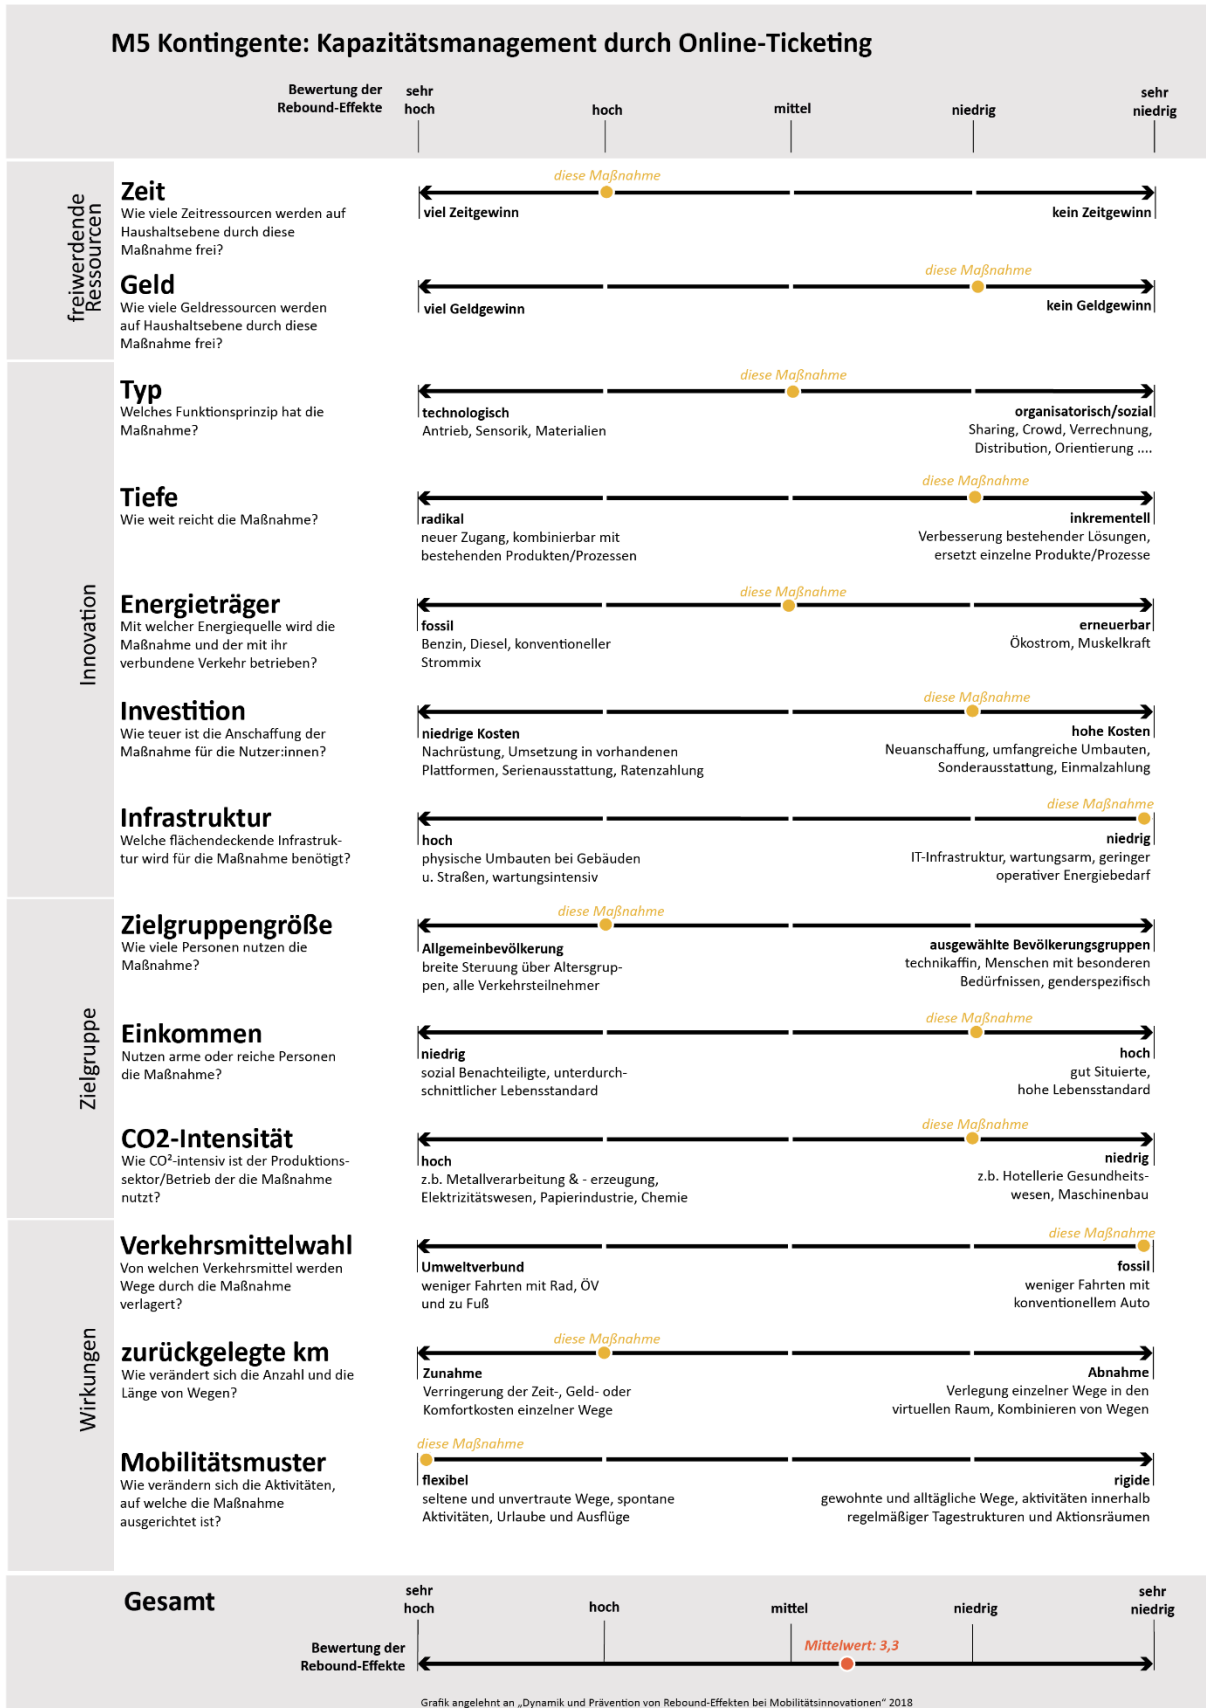 M5 Kontingente: Kapazitätsmanagement durch Online-Ticketing
Bewertung der
Rebound-Effekte
sehr
hoch
hoch
mittel
niedrig
sehr
niedrig
freiwerdende
Ressourcen
Zeit
Wie viele Zeitressourcen werden auf
Haushaltsebene durch diese
Maßnahme frei?
diese Maßnahme
viel Zeitgewinn
kein Zeitgewinn
Geld
Wie viele Geldressourcen werden
auf Haushaltsebene durch diese
Maßnahme frei?
diese Maßnahme
viel Geldgewinn
kein Geldgewinn
Innovation
Typ
Welches Funktionsprinzip hat die
Maßnahme?
diese Maßnahme
technologisch
Antrieb, Sensorik, Materialien
organisatorisch/sozial
Sharing, Crowd, Verrechnung,
Distribution, Orientierung ....
Tiefe
Wie weit reicht die Maßnahme?
diese Maßnahme
radikal
neuer Zugang, kombinierbar mit
bestehenden Produkten/Prozessen
inkrementell
Verbesserung bestehender Lösungen,
ersetzt einzelne Produkte/Prozesse
Energieträger
Mit welcher Energiequelle wird die
Maßnahme und der mit ihr
verbundene Verkehr betrieben?
diese Maßnahme
fossil
Benzin, Diesel, konventioneller
Strommix
erneuerbar
Ökostrom, Muskelkraft
Investition
Wie teuer ist die Anschaffung der
Maßnahme für die Nutzer:innen?
diese Maßnahme
niedrige Kosten
Nachrüstung, Umsetzung in vorhandenen
Plattformen, Serienausstattung, Ratenzahlung
hohe Kosten
Neuanschaffung, umfangreiche Umbauten,
Sonderausstattung, Einmalzahlung
Infrastruktur
Welche flächendeckende Infrastruk-
tur wird für die Maßnahme benötigt?
diese Maßnahme
hoch
physische Umbauten bei Gebäuden
u. Straßen, wartungsintensiv
niedrig
IT-Infrastruktur, wartungsarm, geringer
operativer Energiebedarf
Zielgruppe
Zielgruppengröße
Wie viele Personen nutzen die
Maßnahme?
diese Maßnahme
Allgemeinbevölkerung
breite Steruung über Altersgrup-
pen, alle Verkehrsteilnehmer
ausgewählte Bevölkerungsgruppen
technikaffin, Menschen mit besonderen
Bedürfnissen, genderspezifisch
Einkommen
Nutzen arme oder reiche Personen
die Maßnahme?
diese Maßnahme
niedrig
sozial Benachteiligte, unterdurch-
schnittlicher Lebensstandard
hoch
gut Situierte,
hohe Lebensstandard
CO2-Intensität
Wie CO²-intensiv ist der Produktions-
sektor/Betrieb der die Maßnahme
nutzt?
diese Maßnahme
hoch
z.b. Metallverarbeitung & - erzeugung,
Elektrizitätswesen, Papierindustrie, Chemie
niedrig
z.b. Hotellerie Gesundheits-
wesen, Maschinenbau
Wirkungen
Verkehrsmittelwahl
Von welchen Verkehrsmittel werden
Wege durch die Maßnahme
verlagert?
diese Maßnahme
Umweltverbund
weniger Fahrten mit Rad, ÖV
und zu Fuß
fossil
weniger Fahrten mit
konventionellem Auto
zurückgelegte km
Wie verändert sich die Anzahl und die
Länge von Wegen?
diese Maßnahme
Zunahme
Verringerung der Zeit-, Geld- oder
Komfortkosten einzelner Wege
Abnahme
Verlegung einzelner Wege in den
virtuellen Raum, Kombinieren von Wegen
Mobilitätsmuster
Wie verändern sich die Aktivitäten,
auf welche die Maßnahme
ausgerichtet ist?
diese Maßnahme
flexibel
seltene und unvertraute Wege, spontane
Aktivitäten, Urlaube und Ausflüge
rigide
gewohnte und alltägliche Wege, aktivitäten innerhalb
regelmäßiger Tagestrukturen und Aktionsräumen
Gesamt
sehr
hoch
hoch
mittel
niedrig
sehr
niedrig
Bewertung der
Rebound-Effekte
Mittelwert: 3,3
Grafik angelehnt an „Dynamik und Prävention von Rebound-Effekten bei Mobilitätsinnovationen“ 2018